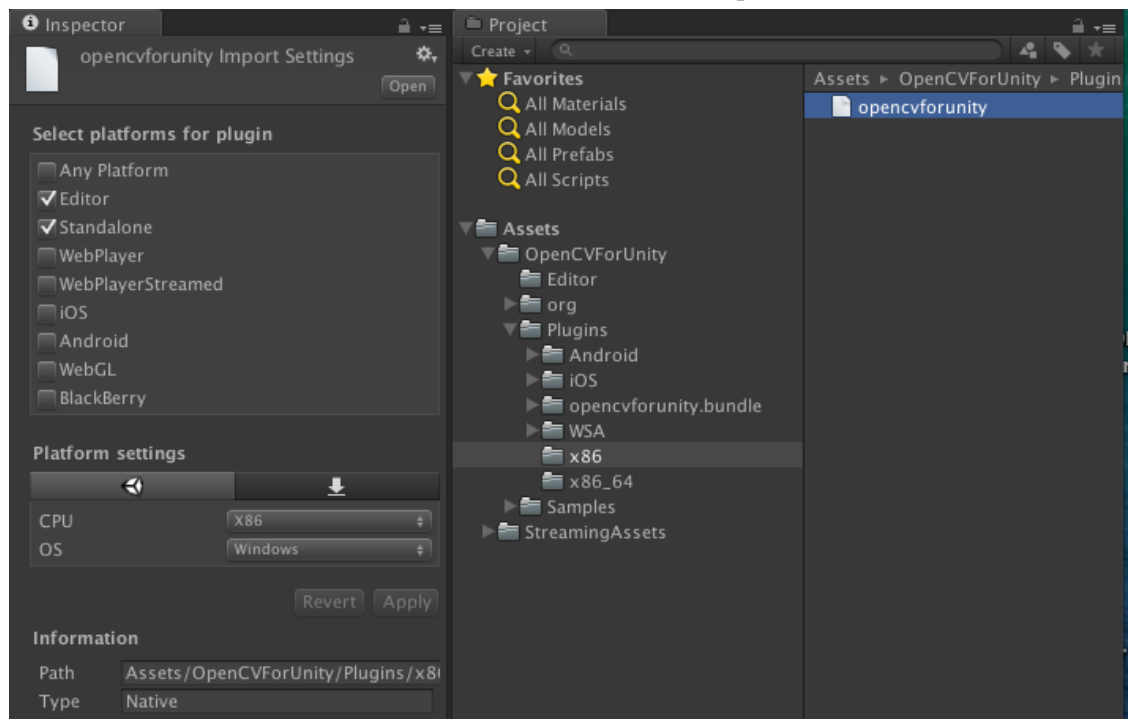 Inspector
opencvforunity Import Settings
Open
Select platforms for plugin
Any Platform
Editor
Standalone
WebPlayer
WebPlayerStreamed
iOS
Android
WebGL
BlackBerry
Platform settings
CPU X86
OS Windows
Revert Apply
Information
Path Assets/OpenCVForUnity/Plugins/x8
Type Native
Project
Create
Favorites
All Materials
All Models
All Prefabs
All Scripts
Assets
OpenCVForUnity
Editor
org
Plugins
Android
iOS
opencvforunity.bundle
WSA
x86
x86_64
Samples
StreamingAssets
Assets ▸ OpenCVForUnity ▸ Plugin
opencvforunity